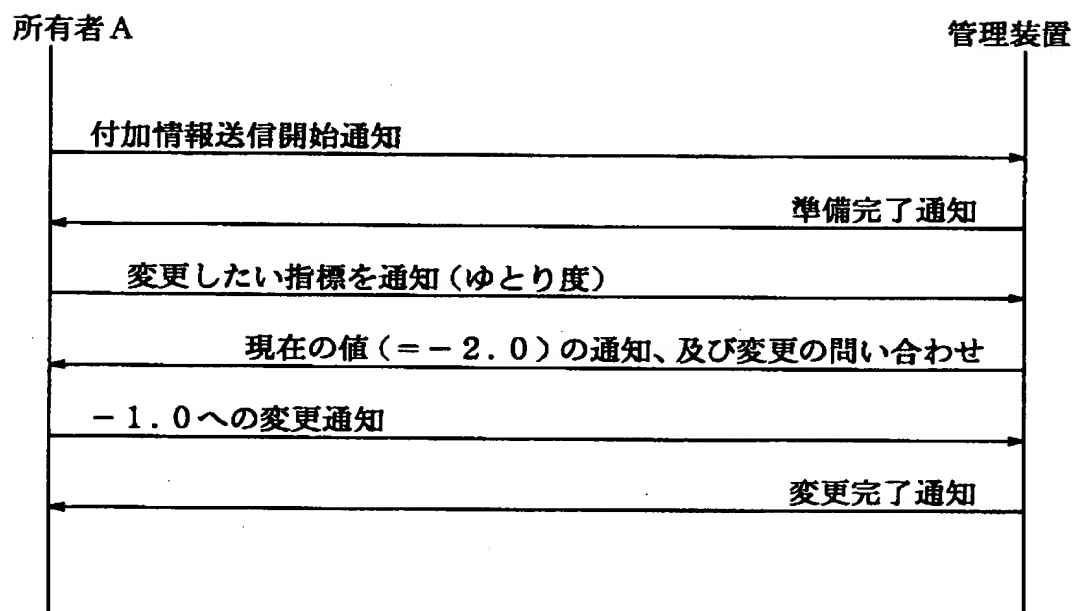 所有者A
管理装置
付加情報送信開始通知
準備完了通知
変更したい指標を通知(ゆとり度)
現在の値(=-2.0)の通知、及び変更の問い合わせ
-1.0への変更通知
変更完了通知